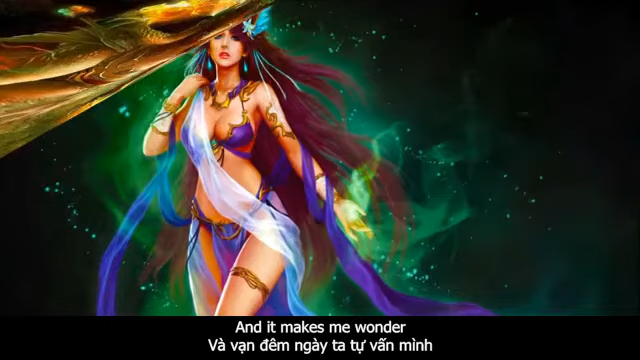 And it makes me wonder
Và vạn đêm ngày ta tự vấn mình